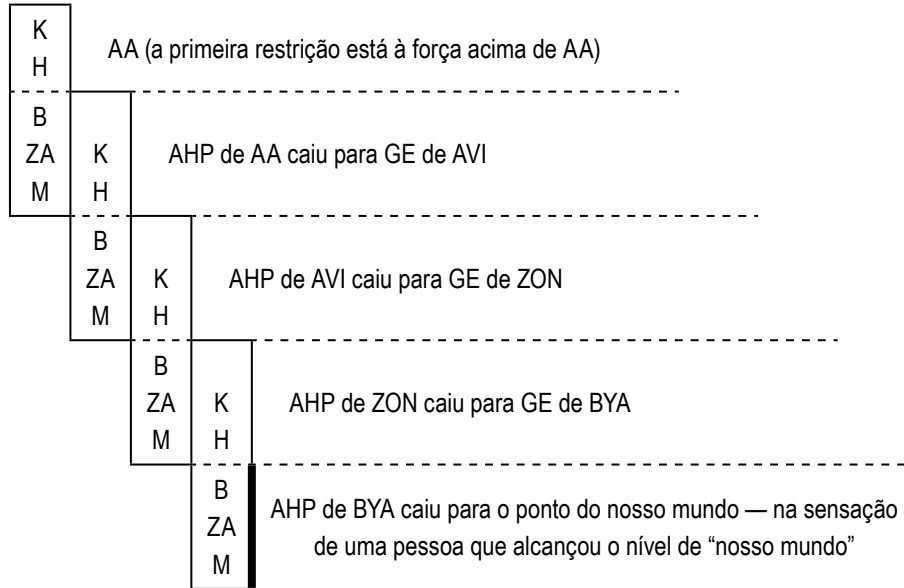 K
H
AA (a primeira restrição está à força acima de AA)
B
ZA K
M H
AHP de AA caiu para GE de AVI
B
ZA K
M H
AHP de AVI caiu para GE de ZON
B
ZA K
M H
AHP de ZON caiu para GE de BYA
B
ZA
M
AHP de BYA caiu para o ponto do nosso mundo — na sensação
de uma pessoa que alcançou o nível de “nosso mundo”